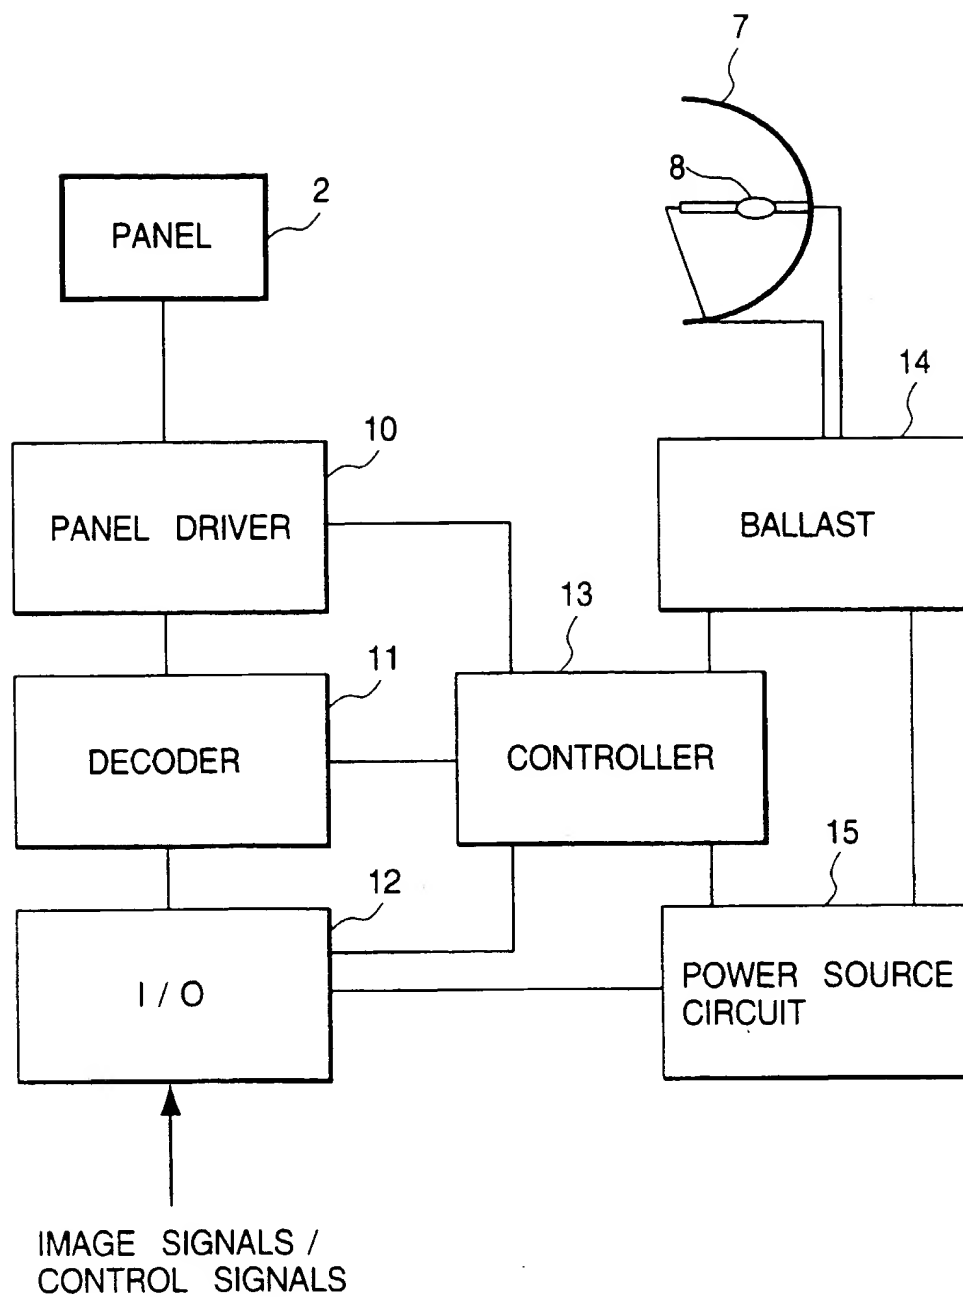 7
8
2
PANEL
14
10
PANEL DRIVER
BALLAST
13
11
DECODER
CONTROLLER
15
12
I / O
POWER SOURCE
CIRCUIT
IMAGE SIGNALS /
CONTROL SIGNALS